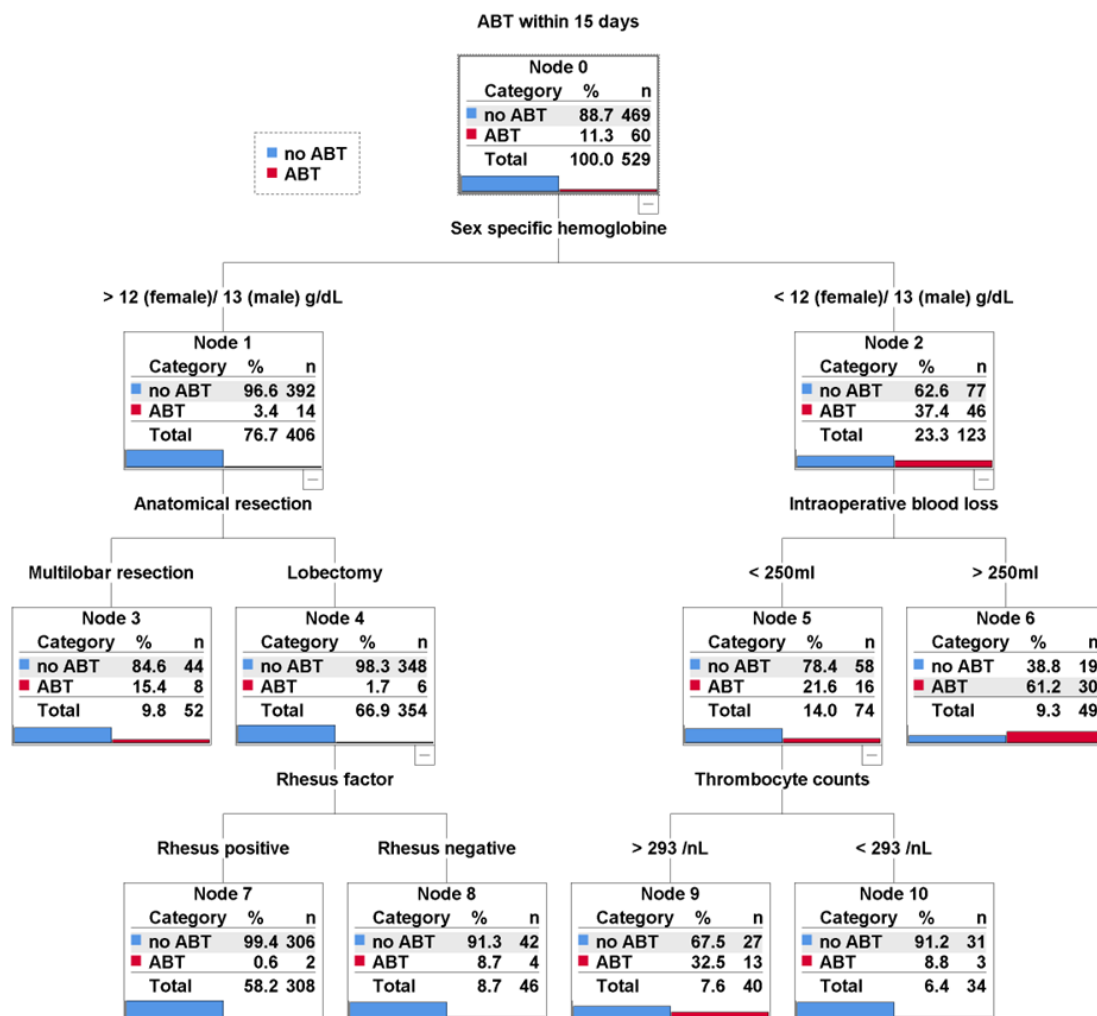 ABT within 15 days
Node 0
Category % n
no ABT 88.7 469
ABT 11.3 60
Total 100.0 529
no ABT
ABT
Sex specific hemoglobine
> 12 (female)/ 13 (male) g/dL
< 12 (female)/ 13 (male) g/dL
Node 1
Category % n
no ABT 96.6 392
ABT 3.4 14
Total 76.7 406
Node 2
Category % n
no ABT 62.6 77
ABT 37.4 46
Total 23.3 123
Anatomical resection
Intraoperative blood loss
Multilobar resection
Lobectomy
< 250ml
> 250ml
Node 3
Category % n
no ABT 84.6 44
ABT 15.4 8
Total 9.8 52
Node 4
Category % n
no ABT 98.3 348
ABT 1.7 6
Total 66.9 354
Node 5
Category % n
no ABT 78.4 58
ABT 21.6 16
Total 14.0 74
Node 6
Category % n
no ABT 38.8 19
ABT 61.2 30
Total 9.3 49
Rhesus factor
Thrombocyte counts
Rhesus positive
Rhesus negative
> 293 /nL
< 293 /nL
Node 7
Category % n
no ABT 99.4 306
ABT 0.6 2
Total 58.2 308
Node 8
Category % n
no ABT 91.3 42
ABT 8.7 4
Total 8.7 46
Node 9
Category % n
no ABT 67.5 27
ABT 32.5 13
Total 7.6 40
Node 10
Category % n
no ABT 91.2 31
ABT 8.8 3
Total 6.4 34